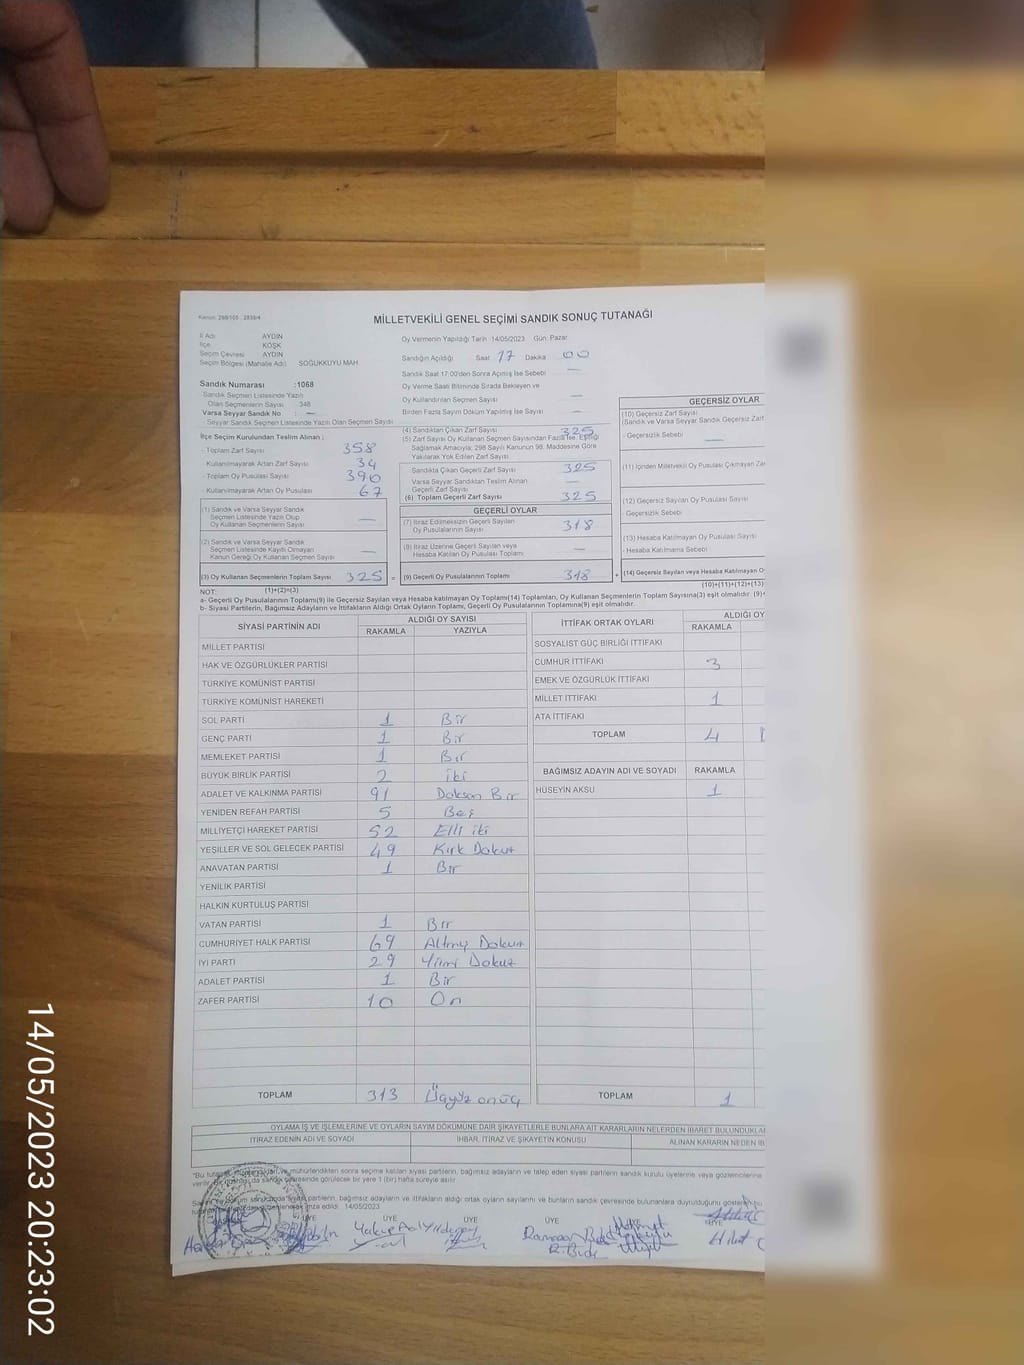 Kanun: 298/105 - 2839/4
MİLLETVEKİLİ GENEL SEÇİMİ SANDIK SONUÇ TUTANAĞI
İl Adı AYDIN
İlçe KÖŞK
Seçim Çevresi AYDIN
Seçim Bölgesi (Mahalle Adı) SOĞUKKUYU MAH
Sandık Numarası :1068
Sandık Seçmen Listesinde Yazılı
Olan Seçmenlerin Sayısı 348
Varsa Seyyar Sandık No : —
Seyyar Sandık Seçmen Listesinde Yazılı Olan Seçmen Sayısı
İlçe Seçim Kurulundan Teslim Alınan ;
- Toplam Zarf Sayısı 358
- Kullanılmayarak Artan Zarf Sayısı 34
- Toplam Oy Pusulası Sayısı 390
- Kullanılmayarak Artan Oy Pusulası 67
(1) Sandık ve Varsa Seyyar Sandık
Seçmen Listesinde Yazılı Olup
Oy Kullanan Seçmenlerin Sayısı —
(2) Sandık ve Varsa Seyyar Sandık
Seçmen Listesinde Kayıtlı Olmayan
Kanun Gereği Oy Kullanan Seçmen Sayısı —
(3) Oy Kullanan Seçmenlerin Toplam Sayısı 325 =
Oy Vermenin Yapıldığı Tarih 14/05/2023 Gün: Pazar
Sandığın Açıldığı Saat 17 Dakika 00
Sandık Saat 17:00'den Sonra Açılmış İse Sebebi —
Oy Verme Saati Bitiminde Sırada Bekleyen ve
Oy Kullandırılan Seçmen Sayısı —
Birden Fazla Sayım Döküm Yapılmış İse Sayısı —
(4) Sandıktan Çıkan Zarf Sayısı 325
(5) Zarf Sayısı Oy Kullanan Seçmen Sayısından Fazla İse, Eşitliği
Sağlamak Amacıyla; 298 Sayılı Kanunun 98. Maddesine Göre
Yakılarak Yok Edilen Zarf Sayısı
Sandıkta Çıkan Geçerli Zarf Sayısı 325
Varsa Seyyar Sandıktan Teslim Alınan
Geçerli Zarf Sayısı —
(6) Toplam Geçerli Zarf Sayısı 325
GEÇERLİ OYLAR
(7) İtiraz Edilmeksizin Geçerli Sayılan
Oy Pusulalarının Sayısı 318
(8) İtiraz Üzerine Geçerli Sayılan veya
Hesaba Katılan Oy Pusulası Toplamı —
(9) Geçerli Oy Pusulalarının Toplamı 318 +
GEÇERSİZ OYLAR
(10) Geçersiz Zarf Sayısı
(Sandık ve Varsa Seyyar Sandık Geçersiz Zarf
- Geçersizlik Sebebi —
(11) İçinden Milletvekili Oy Pusulası Çıkmayan
(12) Geçersiz Sayılan Oy Pusulası Sayısı
- Geçersizlik Sebebi
(13) Hesaba Katılmayan Oy Pusulası Sayısı
- Hesaba Katılmama Sebebi
(14) Geçersiz Sayılan veya Hesaba Katılmayan
(10)+(11)+(12)+(13)
NOT: (1)+(2)=(3)
a- Geçerli Oy Pusulalarının Toplamı(9) ile Geçersiz Sayılan veya Hesaba Katılmayan Oy Pusulası Toplamı(14) Toplamları, Oy Kullanan Seçmenlerin Toplam Sayısına(3) eşit olmalıdır.
b- Siyasi Partilerin, Bağımsız Adayların ve İttifakların Aldığı Ortak Oyların Toplamı, Geçerli Oy Pusulalarının Toplamına(9) eşit olmalıdır.
SİYASİ PARTİNİN ADI ALDIĞI OY SAYISI
RAKAMLA YAZIYLA
MİLLET PARTİSİ
HAK VE ÖZGÜRLÜKLER PARTİSİ
TÜRKİYE KOMÜNİST PARTİSİ
TÜRKİYE KOMÜNİST HAREKETİ
SOL PARTİ 1 Bir
GENÇ PARTİ 1 Bir
MEMLEKET PARTİSİ 1 Bir
BÜYÜK BİRLİK PARTİSİ 2 iki
ADALET VE KALKINMA PARTİSİ 91 Doksan Bir
YENİDEN REFAH PARTİSİ 5 Beş
MİLLİYETÇİ HAREKET PARTİSİ 52 Elli iki
YEŞİLLER VE SOL GELECEK PARTİSİ 49 Kırk Dokuz
ANAVATAN PARTİSİ 1 Bir
YENİLİK PARTİSİ
HALKIN KURTULUŞ PARTİSİ
VATAN PARTİSİ 1 Bir
CUMHURİYET HALK PARTİSİ 69 Altmış Dokuz
İYİ PARTİ 29 Yirmi Dokuz
ADALET PARTİSİ 1 Bir
ZAFER PARTİSİ 10 On
TOPLAM 313 Üçyüz onüç
İTTİFAK ORTAK OYLARI ALDIĞI OY
RAKAMLA
SOSYALİST GÜÇ BİRLİĞİ İTTİFAKI
CUMHUR İTTİFAKI 3
EMEK VE ÖZGÜRLÜK İTTİFAKI
MİLLET İTTİFAKI 1
ATA İTTİFAKI
TOPLAM 4
BAĞIMSIZ ADAYIN ADI VE SOYADI RAKAMLA
HÜSEYİN AKSU 1
TOPLAM 1
OYLAMA İŞ VE İŞLEMLERİNE VE OYLARIN SAYIM DÖKÜMÜNE DAİR ŞİKAYETLERLE BUNLARA AİT KARARLARIN NELERDEN İBARET BULUNDUKLARI
İTİRAZ EDENİN ADI VE SOYADI İHBAR, İTİRAZ VE ŞİKAYETİN KONUSU ALINAN KARARIN NEDEN
mühürlendikten sonra seçime katılan siyasi partilerin, bağımsız adayların ve talep eden siyasi partilerin sandık kurulu üyelerine veya gözlemcilerine
çevresinde görülecek bir yere 1 (bir) hafta süreyle asılır
partilerin, bağımsız adayların ve ittifakların aldığı ortak oyların sayılarını ve bunların sandık çevresinde bulunanlara duyrulduğunu gösteren
imza edildi. 14/05/2023
ÜYE ÜYE ÜYE ÜYE
14/05/2023 20:23:02